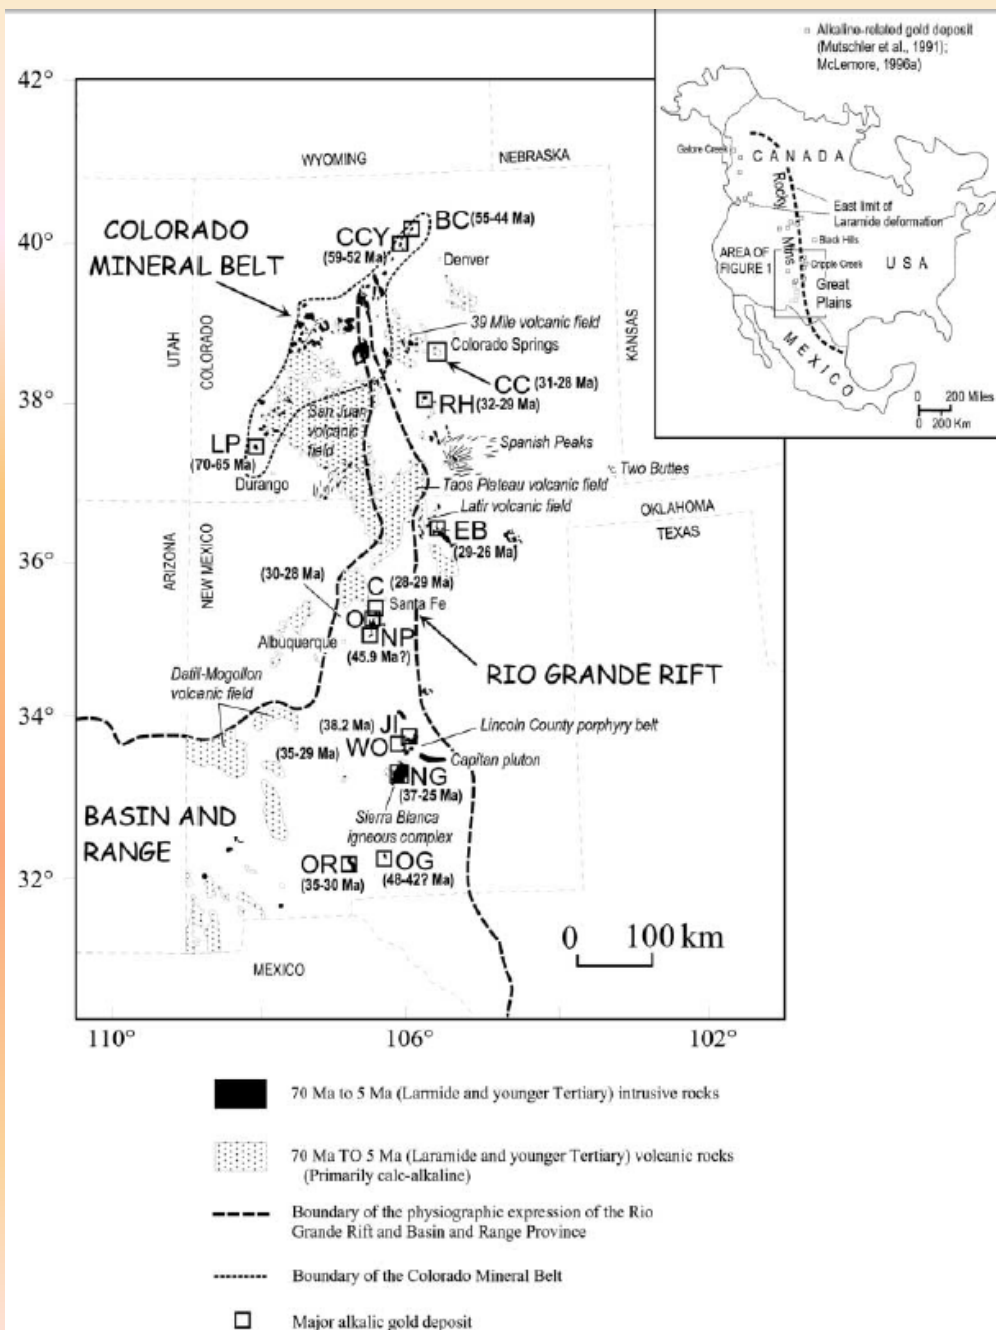 Alkaline-related gold deposit
(Mutschler et al., 1991);
McLemore, 1996a)
Galore Creek
CANADA
Rocky
Mtns
East limit of
Laramide deformation
Black Hills
AREA OF
FIGURE 1
Cripple Creek
USA
Great
Plains
MEXICO
0 200 Miles
0 200 Km
42°
40°
38°
36°
34°
32°
WYOMING
NEBRASKA
COLORADO
MINERAL BELT
BC (55-44 Ma)
CCY
(59-52 Ma)
Denver
UTAH
COLORADO
KANSAS
39 Mile volcanic field
Colorado Springs
CC (31-28 Ma)
RH (32-29 Ma)
San Juan
volcanic
field
LP
(70-65 Ma)
Durango
Spanish Peaks
Two Buttes
Taos Plateau volcanic field
Latir volcanic field
OKLAHOMA
TEXAS
EB
(29-26 Ma)
ARIZONA
NEW MEXICO
(30-28 Ma)
C (28-29 Ma)
Santa Fe
O
Albuquerque
NP
(45.9 Ma?)
RIO GRANDE RIFT
Datill-Mogollon
volcanic field
(38.2 Ma) JI
Lincoln County porphyry belt
(35-29 Ma) WO
Capitan pluton
NG
(37-25 Ma)
Sierra Blanca
igneous complex
BASIN AND
RANGE
OR
(35-30 Ma)
OG
(48-42? Ma)
0 100 km
MEXICO
110° 106° 102°
70 Ma to 5 Ma (Larmide and younger Tertiary) intrusive rocks
70 Ma TO 5 Ma (Laramide and younger Tertiary) volcanic rocks
(Primarily calc-alkaline)
Boundary of the physiographic expression of the Rio
Grande Rift and Basin and Range Province
Boundary of the Colorado Mineral Belt
Major alkalic gold deposit